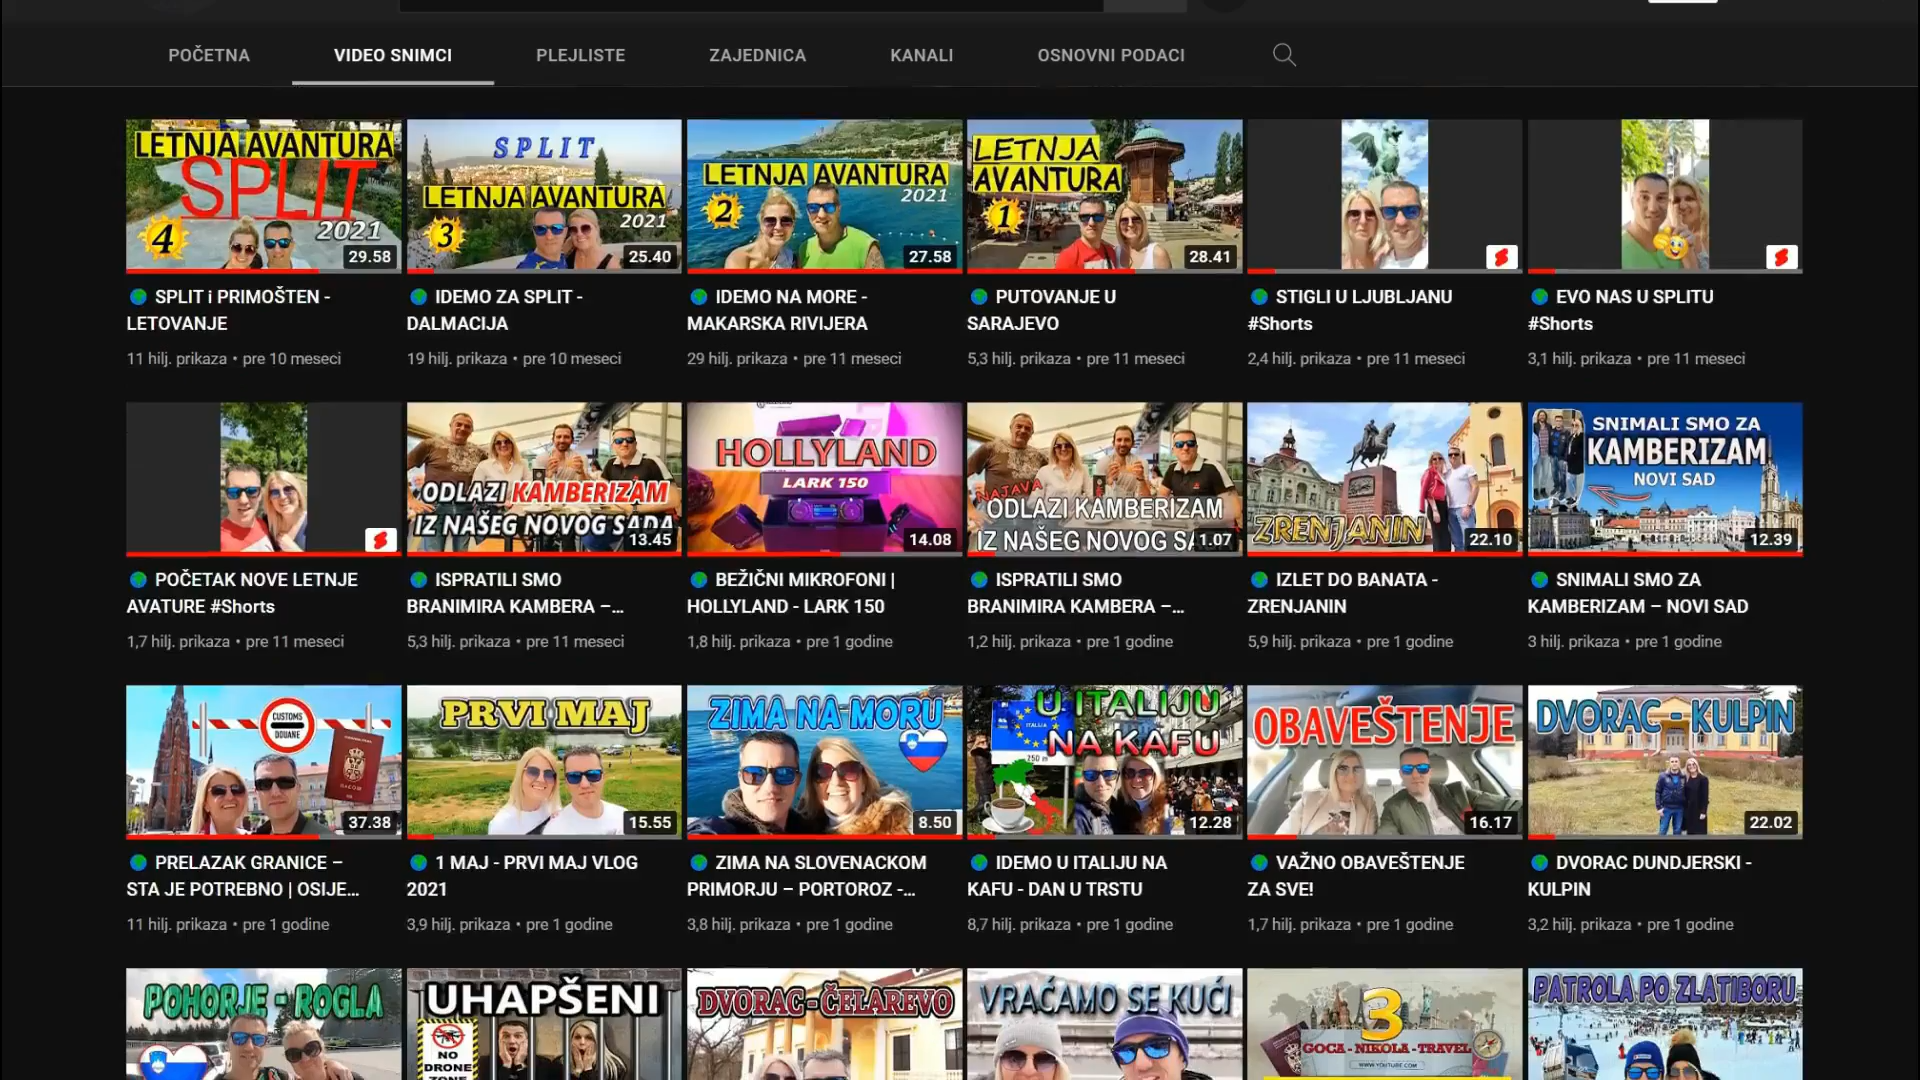 POČETNA VIDEO SNIMCI PLEJLISTE ZAJEDNICA KANALI OSNOVNI PODACI
LETNJA AVANTURA
SPLIT
2021
4
29.58
SPLIT
LETNJA AVANTURA
2021
3
25.40
LETNJA AVANTURA
2021
2
27.58
LETNJA
AVANTURA
1
28.41
SPLIT i PRIMOŠTEN -
LETOVANJE
11 hilj. prikaza • pre 10 meseci
IDEMO ZA SPLIT -
DALMACIJA
19 hilj. prikaza • pre 10 meseci
IDEMO NA MORE -
MAKARSKA RIVIJERA
29 hilj. prikaza • pre 11 meseci
PUTOVANJE U
SARAJEVO
5,3 hilj. prikaza • pre 11 meseci
STIGLI U LJUBLJANU
#Shorts
2,4 hilj. prikaza • pre 11 meseci
EVO NAS U SPLITU
#Shorts
3,1 hilj. prikaza • pre 11 meseci
ODLAZI KAMBERIZAM
IZ NAŠEG NOVOG SADA
13.45
HOLLYLAND
LARK 150
14.08
NAJAVA
ODLAZI KAMBERIZAM
IZ NAŠEG NOVOG
1.07
ZRENJANIN
22.10
SNIMALI SMO ZA
KAMBERIZAM
NOVI SAD
12.39
POČETAK NOVE LETNJE
AVATURE #Shorts
1,7 hilj. prikaza • pre 11 meseci
ISPRATILI SMO
BRANIMIRA KAMBERA –...
5,3 hilj. prikaza • pre 11 meseci
BEŽIČNI MIKROFONI |
HOLLYLAND - LARK 150
1,8 hilj. prikaza • pre 1 godine
ISPRATILI SMO
BRANIMIRA KAMBERA –...
1,2 hilj. prikaza • pre 1 godine
IZLET DO BANATA -
ZRENJANIN
5,9 hilj. prikaza • pre 1 godine
SNIMALI SMO ZA
KAMBERIZAM – NOVI SAD
3 hilj. prikaza • pre 1 godine
CUSTOMS
DOUANE
37.38
PRVI MAJ
15.55
ZIMA NA MORU
8.50
U ITALIJU
NA KAFU
ITALIJA
250 m
12.28
OBAVEŠTENJE
16.17
DVORAC - KULPIN
22.02
PRELAZAK GRANICE –
STA JE POTREBNO | OSIJE...
11 hilj. prikaza • pre 1 godine
1 MAJ - PRVI MAJ VLOG
2021
3,9 hilj. prikaza • pre 1 godine
ZIMA NA SLOVENACKOM
PRIMORJU – PORTOROZ -...
3,8 hilj. prikaza • pre 1 godine
IDEMO U ITALIJU NA
KAFU - DAN U TRSTU
8,7 hilj. prikaza • pre 1 godine
VAŽNO OBAVEŠTENJE
ZA SVE!
1,7 hilj. prikaza • pre 1 godine
DVORAC DUNDJERSKI -
KULPIN
3,2 hilj. prikaza • pre 1 godine
POHORJE - ROGLA
UHAPŠENI
NO
DRONE
ZONE
DVORAC-ČELAREVO
VRAĆAMO SE KUĆI
3
GOCA - NIKOLA - TRAVEL
WWW.YOUTUBE.COM
PATROLA PO ZLATIBORU